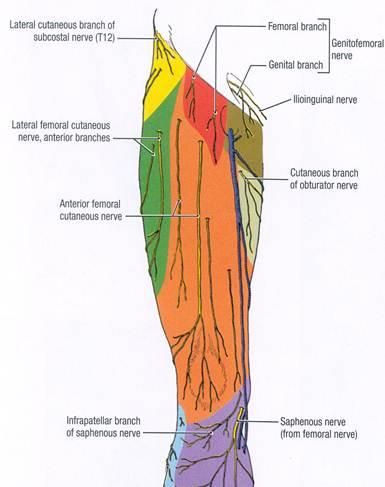 Lateral cutaneous branch of
subcostal nerve (T12)
Femoral branch
Genital branch
Genitofemoral
nerve
Ilioinguinal nerve
Lateral femoral cutaneous
nerve, anterior branches
Cutaneous branch
of obturator nerve
Anterior femoral
cutaneous nerve
Infrapatellar branch
of saphenous nerve
Saphenous nerve
(from femoral nerve)